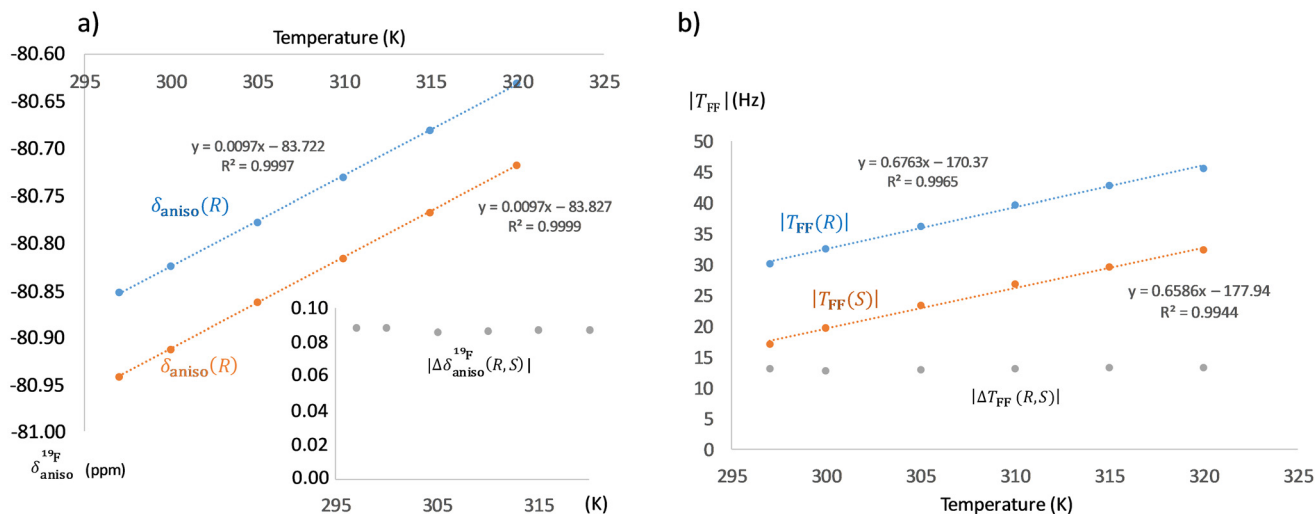 a)
Temperature (K)
-80.60
295 300 305 310 315 320 325
-80.65
-80.70
-80.75
-80.80
-80.85
-80.90
-80.95
-81.00
y = 0.0097x – 83.722
R² = 0.9997
δaniso(R)
y = 0.0097x – 83.827
R² = 0.9999
δaniso(R)
0.10
0.08
0.06
0.04
0.02
0.00
|Δδ¹⁹Faniso(R,S)|
295 305 315 (K)
δ¹⁹Faniso (ppm)
b)
|TFF| (Hz)
50
45
40
35
30
25
20
15
10
5
0
y = 0.6763x – 170.37
R² = 0.9965
|TFF(R)|
|TFF(S)|
y = 0.6586x – 177.94
R² = 0.9944
|ΔTFF (R,S)|
295 300 305 310 315 320 325
Temperature (K)